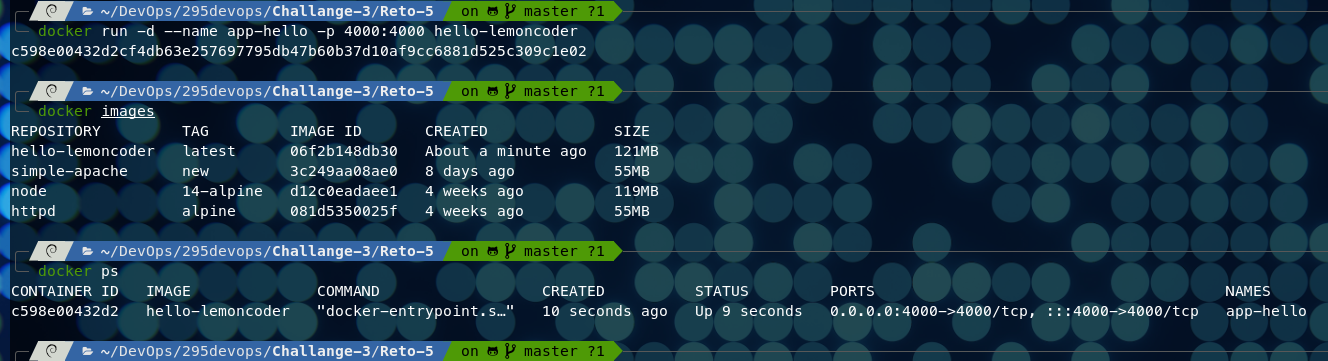 ~/DevOps/295devops/Challange-3/Reto-5 on master ?1
docker run -d --name app-hello -p 4000:4000 hello-lemoncoder
c598e00432d2cf4db63e257697795db47b60b37d10af9cc6881d525c309c1e02
~/DevOps/295devops/Challange-3/Reto-5 on master ?1
docker images
REPOSITORY TAG IMAGE ID CREATED SIZE
hello-lemoncoder latest 06f2b148db30 About a minute ago 121MB
simple-apache new 3c249aa08ae0 8 days ago 55MB
node 14-alpine d12c0eadaee1 4 weeks ago 119MB
httpd alpine 081d5350025f 4 weeks ago 55MB
~/DevOps/295devops/Challange-3/Reto-5 on master ?1
docker ps
CONTAINER ID IMAGE COMMAND CREATED STATUS PORTS NAMES
c598e00432d2 hello-lemoncoder "docker-entrypoint.s…" 10 seconds ago Up 9 seconds 0.0.0.0:4000->4000/tcp, :::4000->4000/tcp app-hello
~/DevOps/295devops/Challange-3/Reto-5 on master ?1